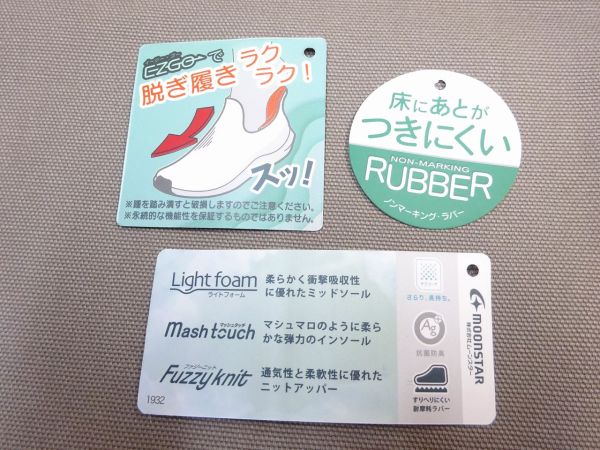 EZGOで
脱ぎ履き
ラク
ラク!
スッ!
※踵を踏み潰すと破損しますのでご注意ください。
※永続的な機能性を保証するものではありません。
床にあとが
つきにくい
NON-MARKING
RUBBER
ノンマーキング・ラバー
Light foam
ライトフォーム
柔らかく衝撃吸収性
に優れたミッドソール
マシュタッチ
Mash touch
マシュマロのように柔ら
かな弾力のインソール
ファジーニット
Fuzzy knit
通気性と柔軟性に優れた
ニットアッパー
1932
さらり、長持ち。
Ag+
抗菌防臭
すりへりにくい
耐摩耗ラバー
moonSTAR
株式会社ムーンスター